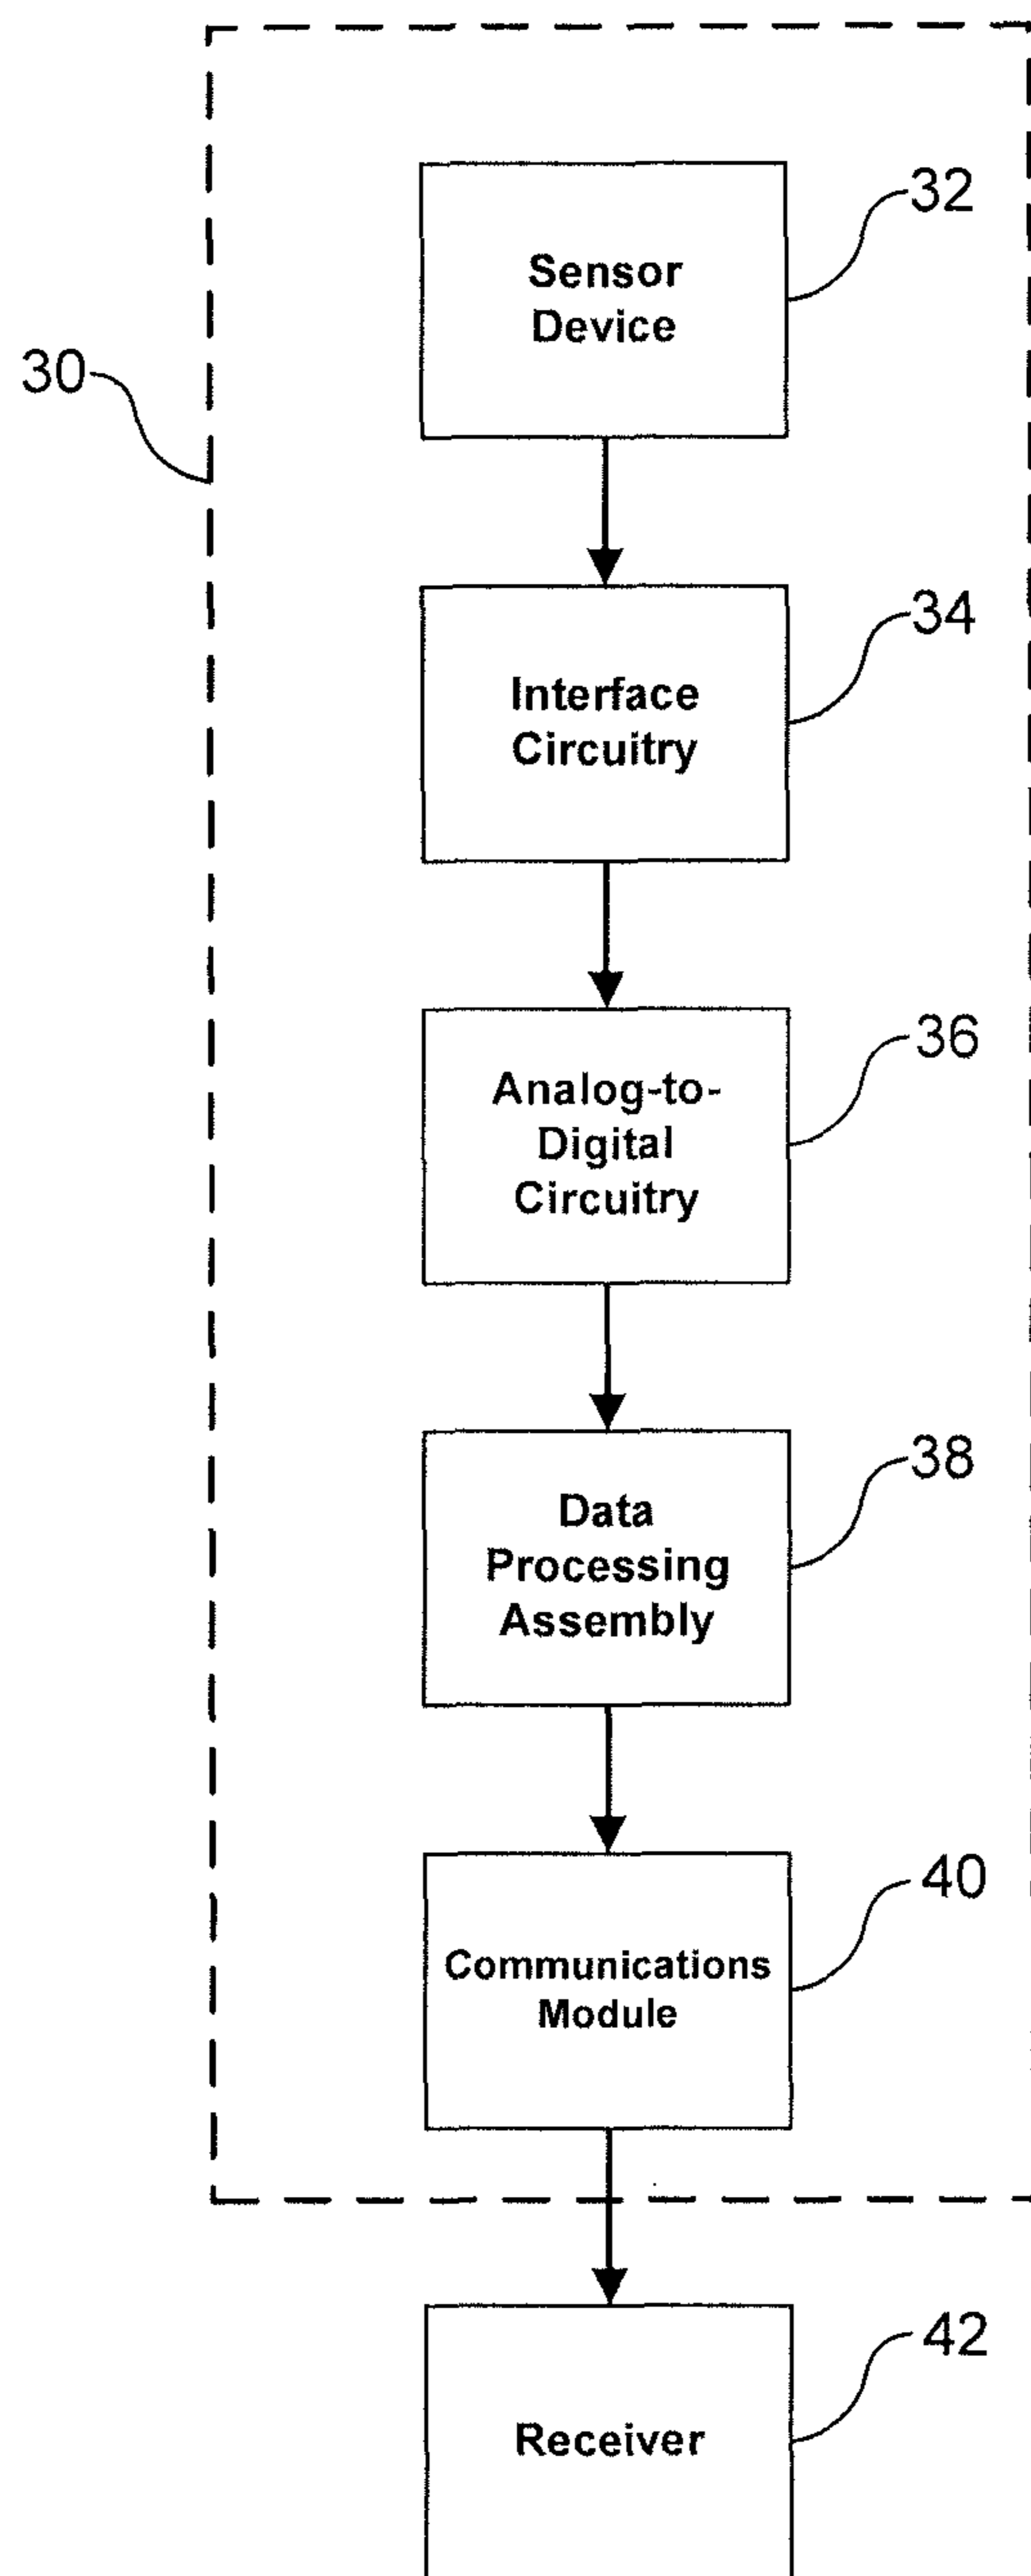 32
Sensor
Device
30
34
Interface
Circuitry
36
Analog-to-
Digital
Circuitry
38
Data
Processing
Assembly
40
Communications
Module
42
Receiver